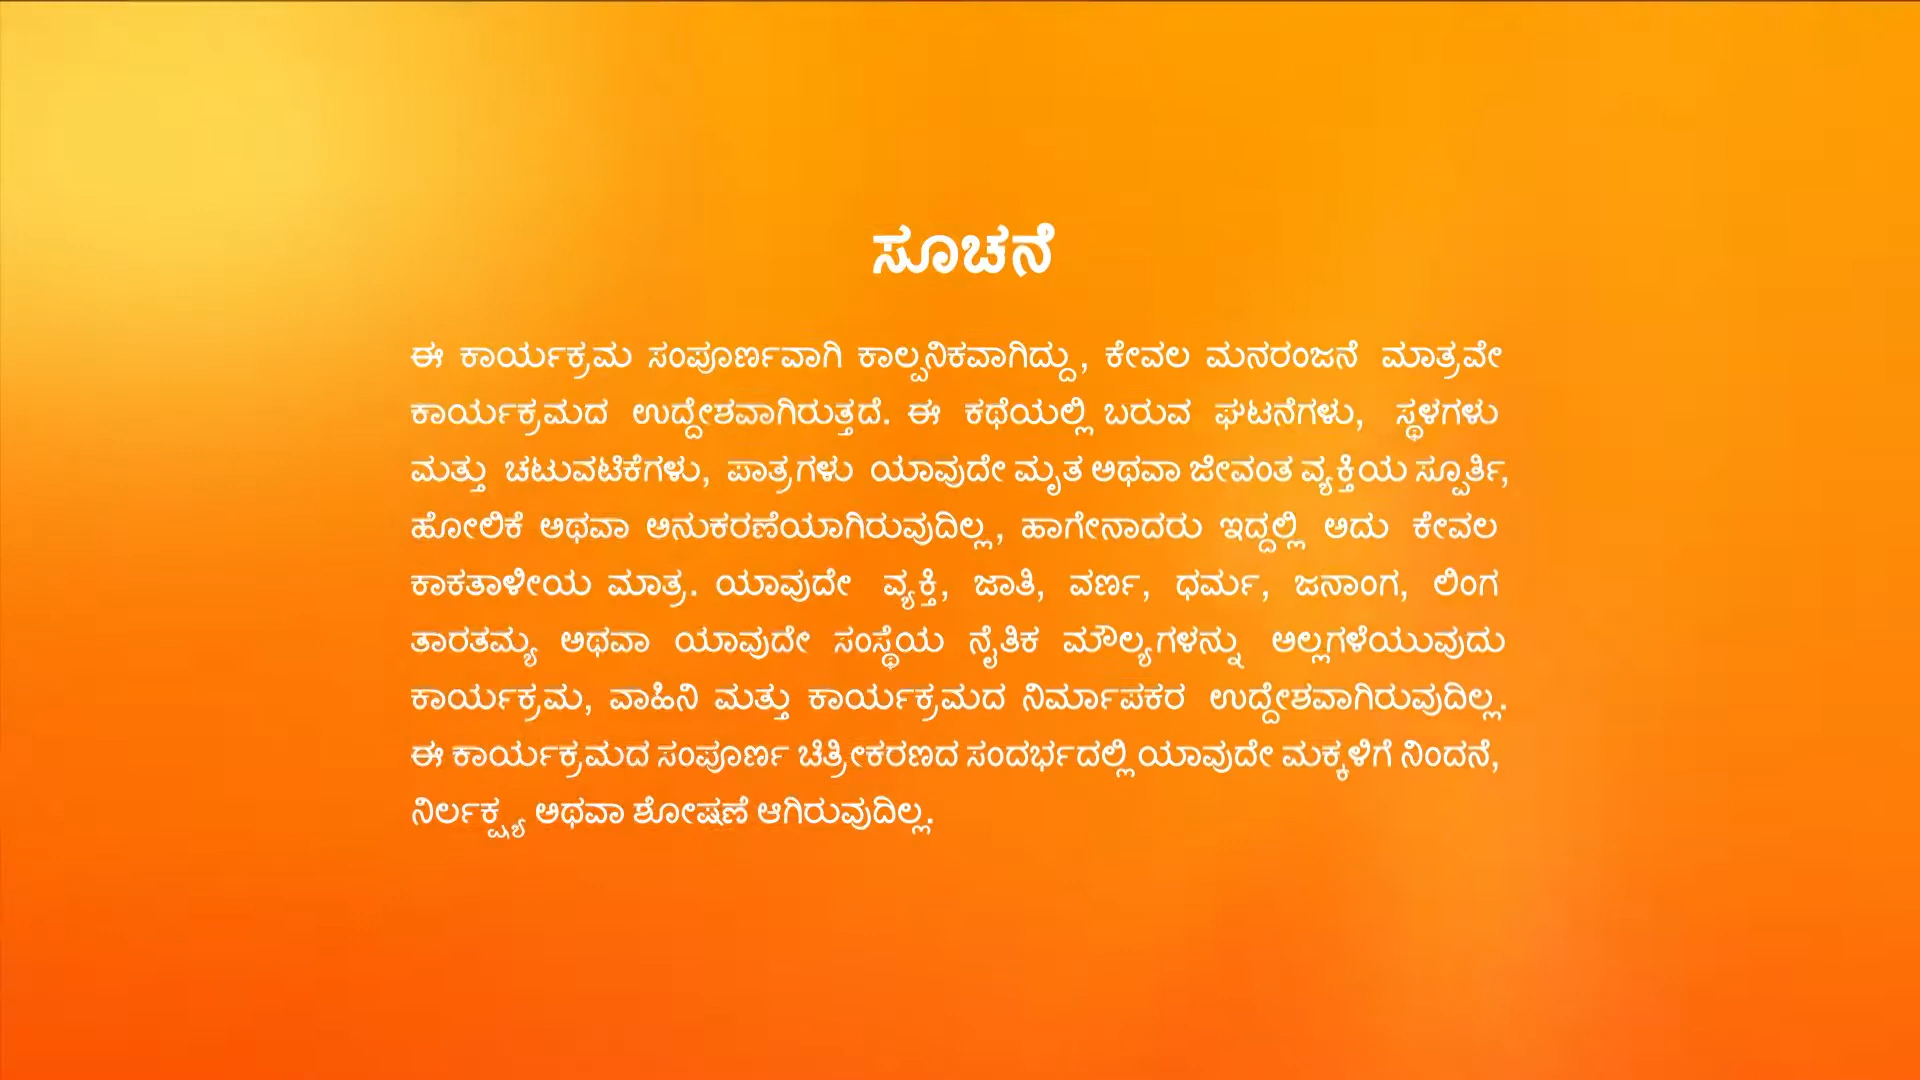 ಸೂಚನೆ
ಈ ಕಾರ್ಯಕ್ರಮ ಸಂಪೂರ್ಣವಾಗಿ ಕಾಲ್ಪನಿಕವಾಗಿದ್ದು, ಕೇವಲ ಮನರಂಜನೆ ಮಾತ್ರವೇ
ಕಾರ್ಯಕ್ರಮದ ಉದ್ದೇಶವಾಗಿರುತ್ತದೆ. ಈ ಕಥೆಯಲ್ಲಿ ಬರುವ ಘಟನೆಗಳು, ಸ್ಥಳಗಳು
ಮತ್ತು ಚಟುವಟಿಕೆಗಳು, ಪಾತ್ರಗಳು ಯಾವುದೇ ಮೃತ ಅಥವಾ ಜೀವಂತ ವ್ಯಕ್ತಿಯ ಸ್ಪೂರ್ತಿ,
ಹೋಲಿಕೆ ಅಥವಾ ಅನುಕರಣೆಯಾಗಿರುವುದಿಲ್ಲ, ಹಾಗೇನಾದರು ಇದ್ದಲ್ಲಿ ಅದು ಕೇವಲ
ಕಾಕತಾಳೀಯ ಮಾತ್ರ. ಯಾವುದೇ ವ್ಯಕ್ತಿ, ಜಾತಿ, ವರ್ಣ, ಧರ್ಮ, ಜನಾಂಗ, ಲಿಂಗ
ತಾರತಮ್ಯ ಅಥವಾ ಯಾವುದೇ ಸಂಸ್ಥೆಯ ನೈತಿಕ ಮೌಲ್ಯಗಳನ್ನು ಅಲ್ಲಗಳೆಯುವುದು
ಕಾರ್ಯಕ್ರಮ, ವಾಹಿನಿ ಮತ್ತು ಕಾರ್ಯಕ್ರಮದ ನಿರ್ಮಾಪಕರ ಉದ್ದೇಶವಾಗಿರುವುದಿಲ್ಲ.
ಈ ಕಾರ್ಯಕ್ರಮದ ಸಂಪೂರ್ಣ ಚಿತ್ರೀಕರಣದ ಸಂದರ್ಭದಲ್ಲಿ ಯಾವುದೇ ಮಕ್ಕಳಿಗೆ ನಿಂದನೆ,
ನಿರ್ಲಕ್ಷ್ಯ ಅಥವಾ ಶೋಷಣೆ ಆಗಿರುವುದಿಲ್ಲ.